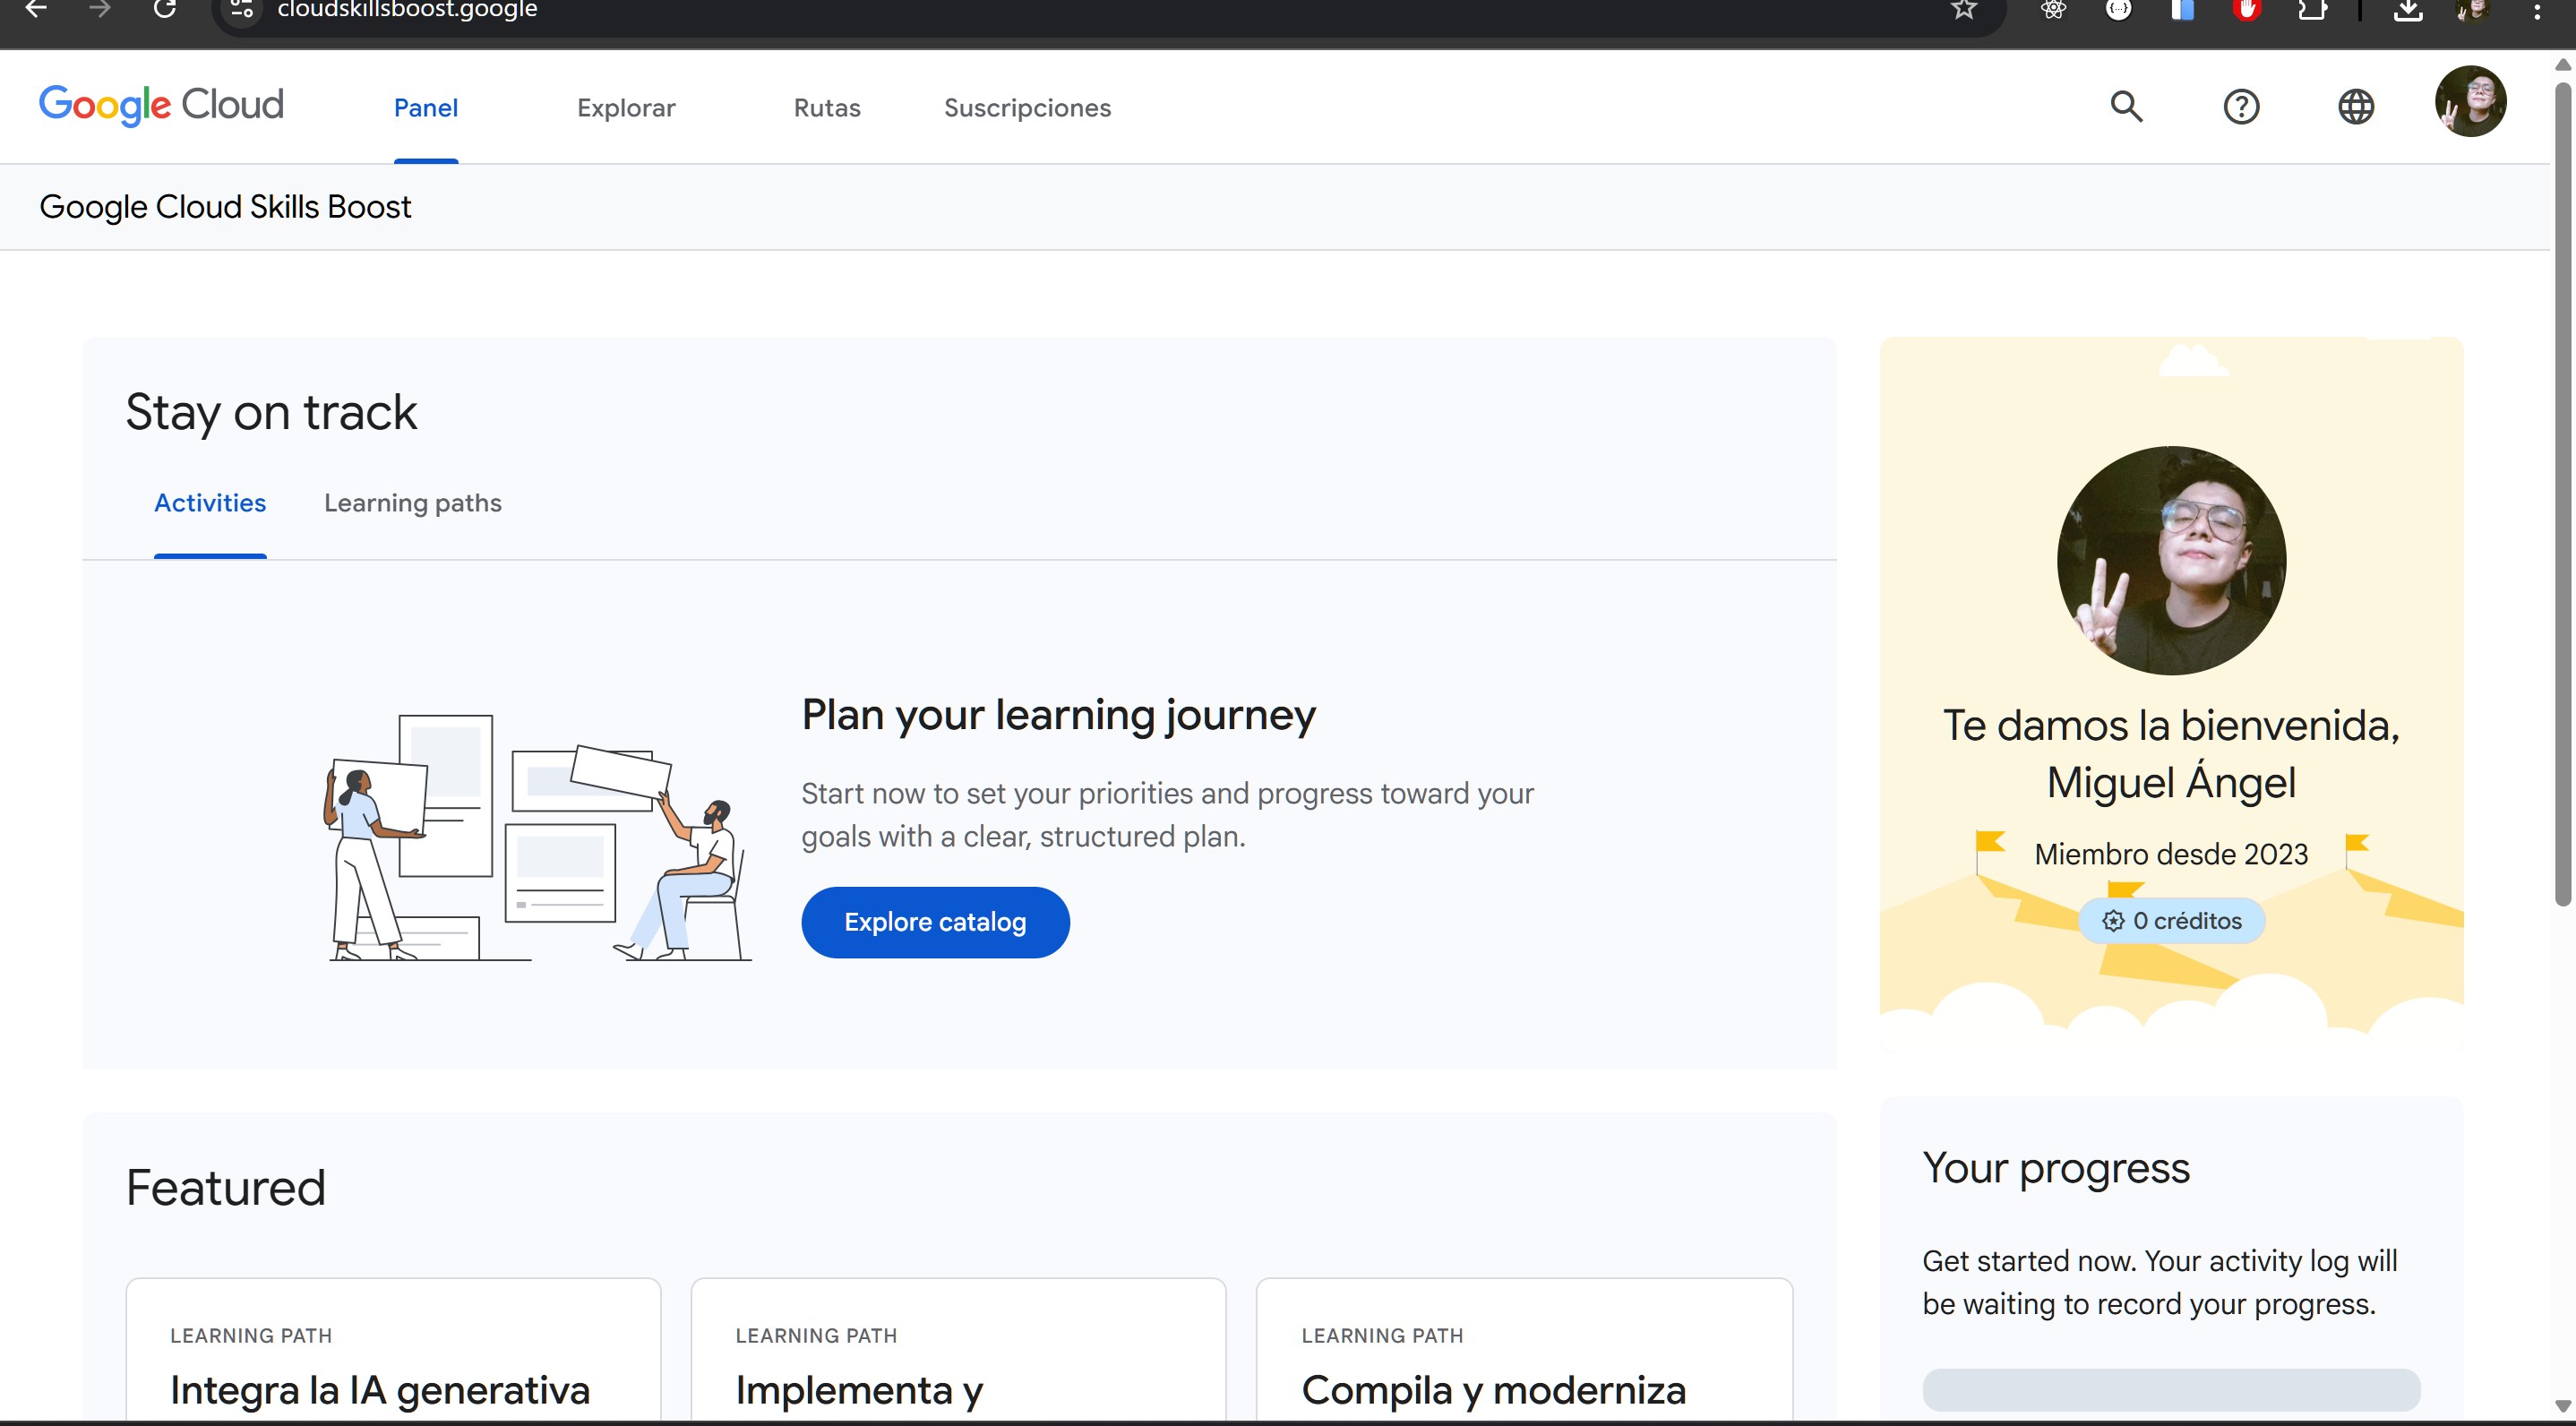 cloudskillsboost.google
Google Cloud
Panel
Explorar
Rutas
Suscripciones
Google Cloud Skills Boost
Stay on track
Activities
Learning paths
Plan your learning journey
Start now to set your priorities and progress toward your
goals with a clear, structured plan.
Explore catalog
Te damos la bienvenida,
Miguel Ángel
Miembro desde 2023
0 créditos
Featured
LEARNING PATH
Integra la IA generativa
LEARNING PATH
Implementa y
LEARNING PATH
Compila y moderniza
Your progress
Get started now. Your activity log will
be waiting to record your progress.